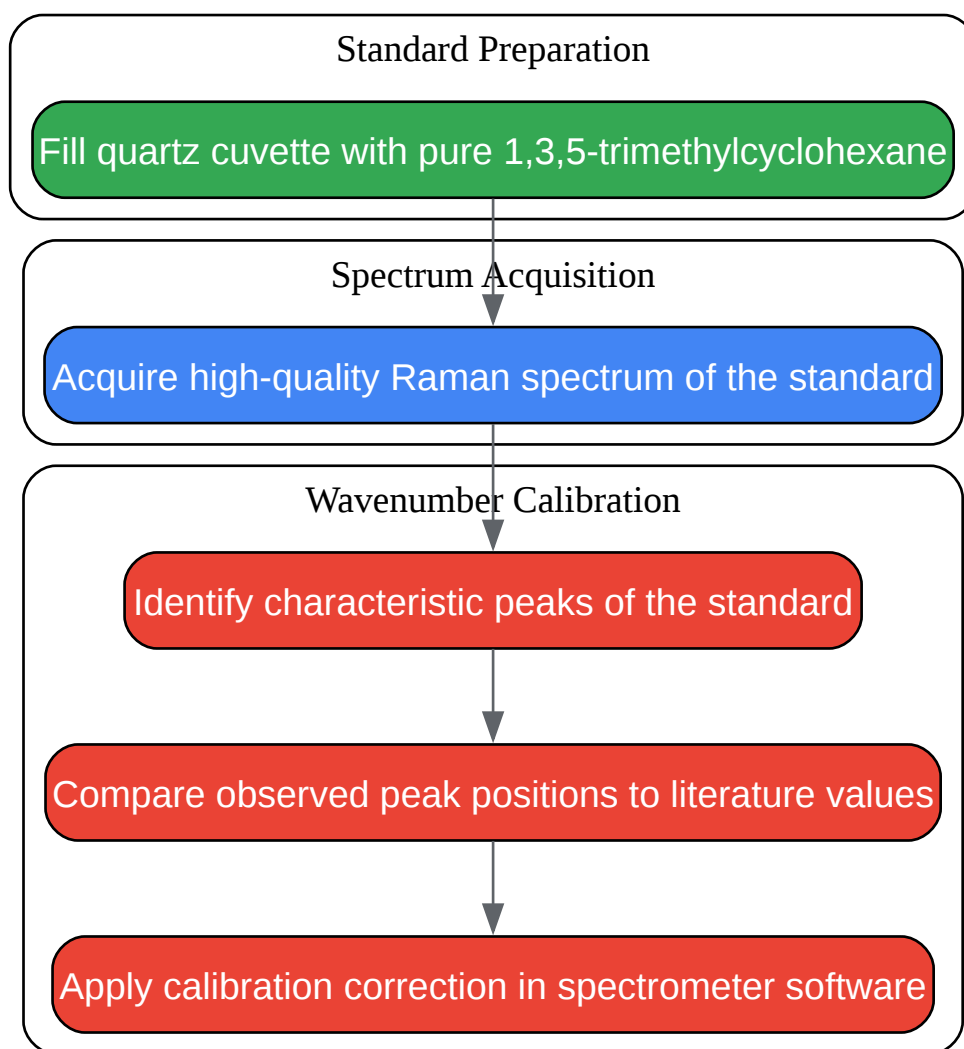 Standard Preparation
Fill quartz cuvette with pure 1,3,5-trimethylcyclohexane
Spectrum Acquisition
Acquire high-quality Raman spectrum of the standard
Wavenumber Calibration
Identify characteristic peaks of the standard
Compare observed peak positions to literature values
Apply calibration correction in spectrometer software